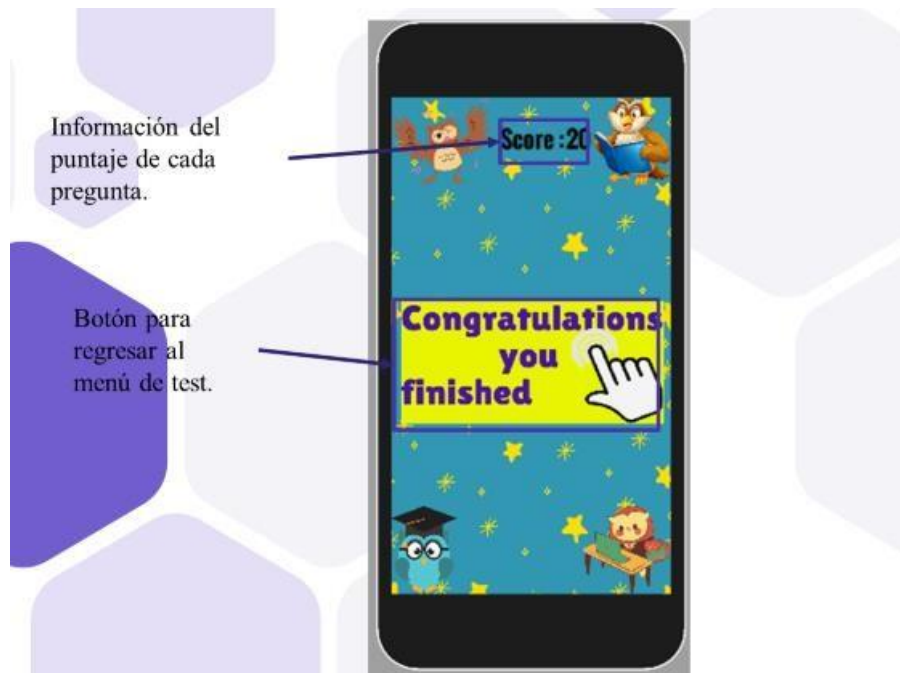 Información del
puntaje de cada
pregunta.
Score :20
Botón para
regresar al
menú de test.
Congratulations
you
finished